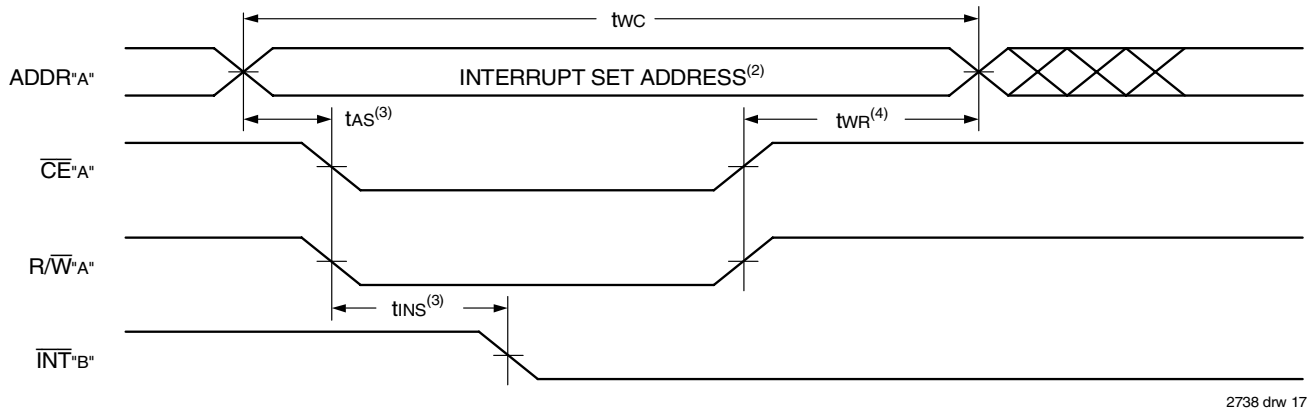 tWC
ADDR"A" INTERRUPT SET ADDRESS(2)
tAS(3) tWR(4)
CE"A"
R/W"A"
tINS(3)
INT"B"
2738 drw 17